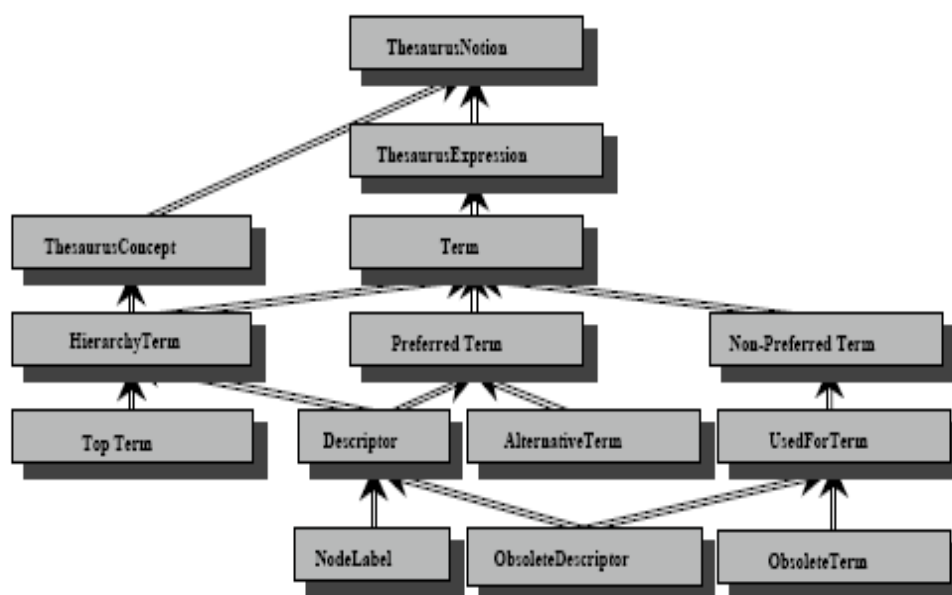 ThesaurusNotion
ThesaurusExpression
ThesaurusConcept
Term
HierarchyTerm
Preferred Term
Non-Preferred Term
Top Term
Descriptor
AlternativeTerm
UsedForTerm
NodeLabel
ObsoleteDescriptor
ObsoleteTerm